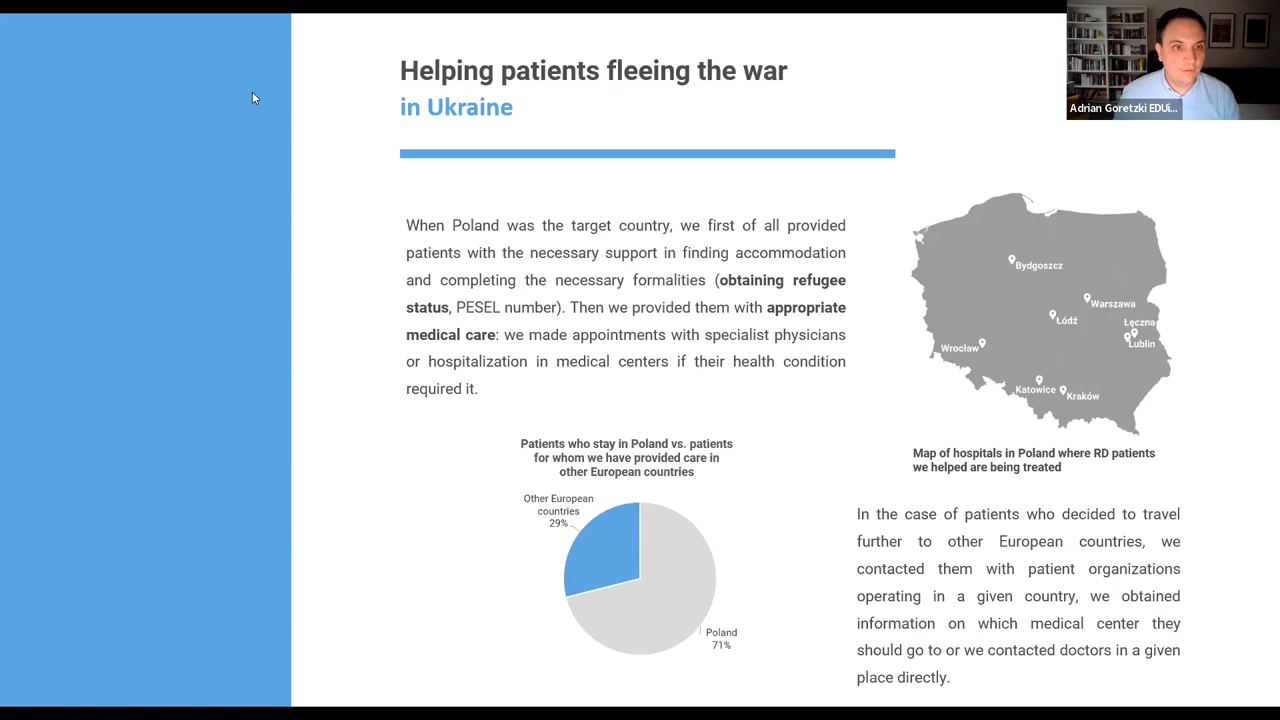 Helping patients fleeing the war
in Ukraine
Adrian Goretzki EDUi...
When Poland was the target country, we first of all provided
patients with the necessary support in finding accommodation
and completing the necessary formalities (obtaining refugee
status, PESEL number). Then we provided them with appropriate
medical care: we made appointments with specialist physicians
or hospitalization in medical centers if their health condition
required it.
Bydgoszcz
Warszawa
Łódź
Łęczna
Lublin
Wrocław
Katowice
Kraków
Map of hospitals in Poland where RD patients
we helped are being treated
Patients who stay in Poland vs. patients
for whom we have provided care in
other European countries
Other European
countries
29%
Poland
71%
In the case of patients who decided to travel
further to other European countries, we
contacted them with patient organizations
operating in a given country, we obtained
information on which medical center they
should go to or we contacted doctors in a given
place directly.